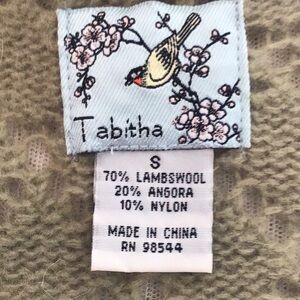 Tabitha
S
70% LAMBSWOOL
20% ANGORA
10% NYLON
MADE IN CHINA
RN 98544